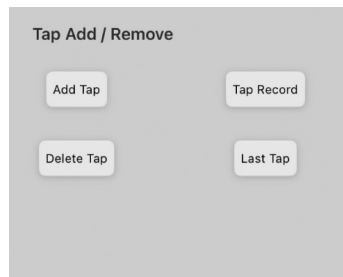 Tap Add / Remove
Add Tap
Tap Record
Delete Tap
Last Tap